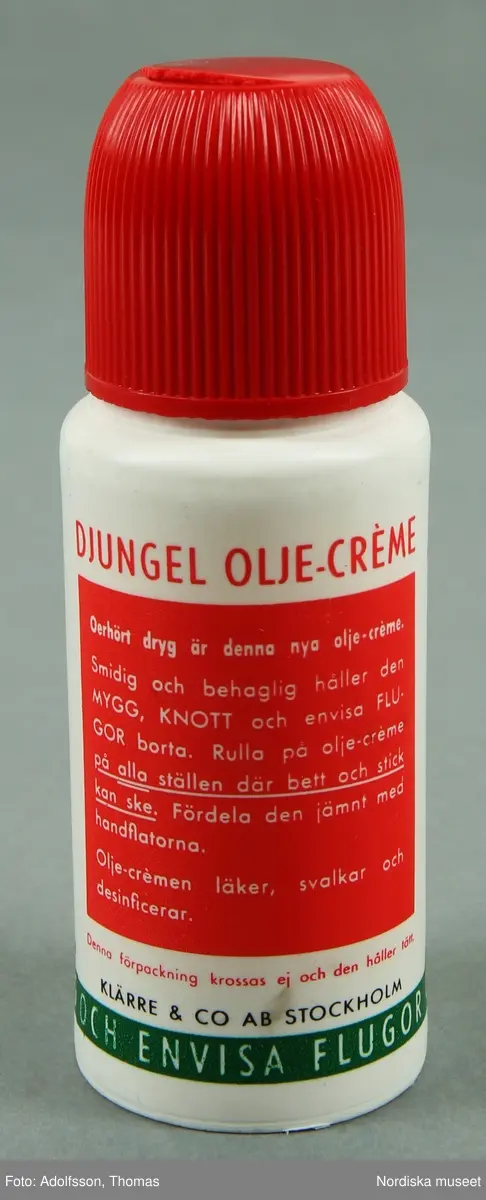 DJUNGEL OLJE-CRÈME
Oerhört dryg är denna nya olje-crème.
Smidig och behaglig håller den
MYGG, KNOTT och envisa FLU-
GOR borta. Rulla på olje-crème
på alla ställen där bett och stick
kan ske. Fördela den jämnt med
handflatorna.
Olje-crèmen läker, svalkar och
desinficerar.
Denna förpackning krossas ej och den håller tätt.
KLÄRRE & CO AB STOCKHOLM
OCH ENVISA FLUGOR
Foto: Adolfsson, Thomas
Nordiska museet